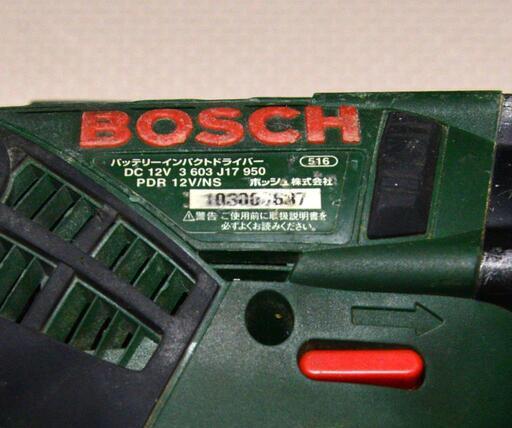 BOSCH
バッテリーインパクトドライバー 516
DC 12V 3 603 J17 950
PDR 12V/NS ボッシュ株式会社
⚠警告 ご使用前に取扱説明書を
必ずよくお読み下さい。